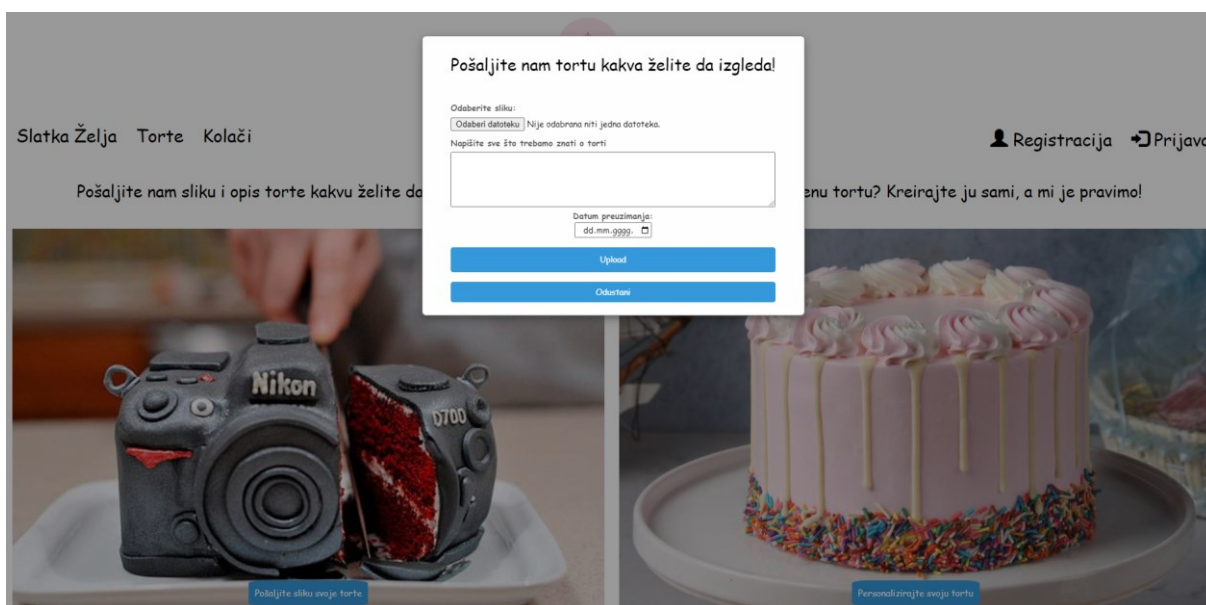 Pošaljite nam tortu kakva želite da izgleda!
Odaberite sliku:
Odaberi datoteku Nije odabrana niti jedna datoteka.
Napišite sve što trebamo znati o torti
Datum preuzimanja:
dd.mm.gggg.
Upload
Odustani
Slatka Želja Torte Kolači
Registracija Prijava
Pošaljite nam sliku i opis torte kakvu želite da
tortu? Kreirajte ju sami, a mi je pravimo!
Nikon
D700
Pošaljite sliku svoje torte
Personalizirajte svoju tortu